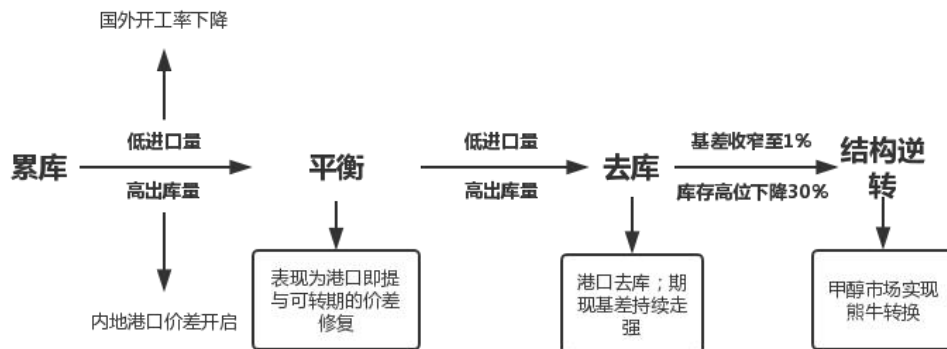 国外开工率下降
低进口量
低进口量
基差收窄至1%
累库
平衡
去库
结构逆
转
高出库量
高出库量
库存高位下降30%
表现为港口即提
与可转期的价差
修复
港口去库；期
现基差持续走
强
甲醇市场实现
熊牛转换
内地港口价差开启